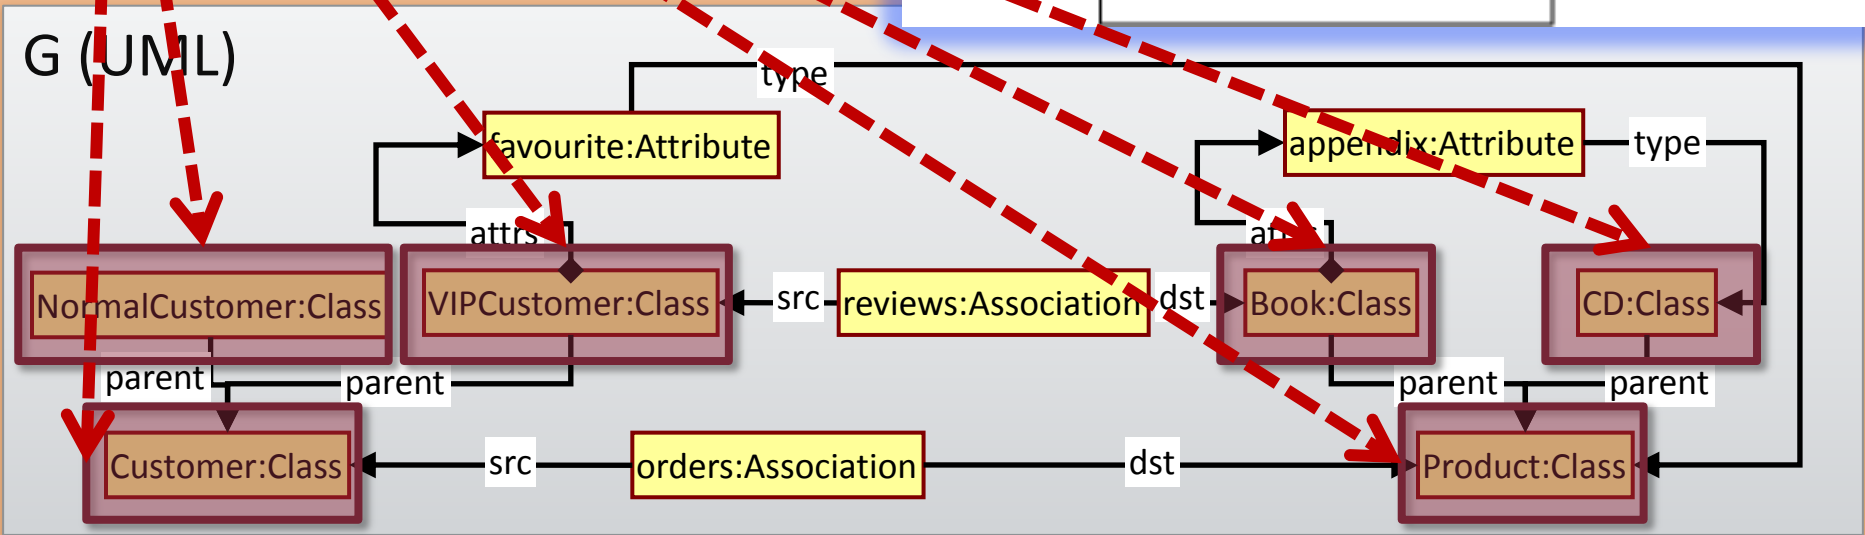 G (UML)
type
favourite:Attribute
appendix:Attribute
type
attrs
attrs
NormalCustomer:Class
VIPCustomer:Class
src
reviews:Association
dst
Book:Class
CD:Class
parent
parent
parent
parent
Customer:Class
src
orders:Association
dst
Product:Class